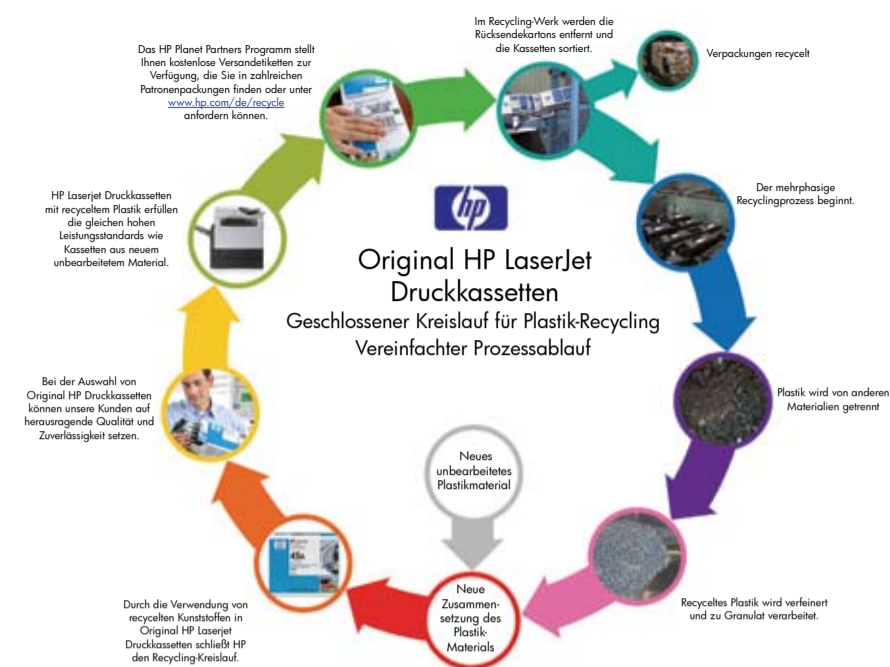 Im Recycling-Werk werden die
Rücksendekartons entfernt und
die Kassetten sortiert.
Verpackungen recycelt
Das HP Planet Partners Programm stellt
Ihnen kostenlose Versandetiketten zur
Verfügung, die Sie in zahlreichen
Patronenpackungen finden oder unter
www.hp.com/de/recycle
anfordern können.
Der mehrphasige
Recyclingprozess beginnt.
HP Laserjet Druckkassetten
mit recyceltem Plastik erfüllen
die gleichen hohen
Leistungsstandards wie
Kassetten aus neuem
unbearbeitetem Material.
hp
Original HP LaserJet
Druckkassetten
Geschlossener Kreislauf für Plastik-Recycling
Vereinfachter Prozessablauf
Plastik wird von anderen
Materialien getrennt
Bei der Auswahl von
Original HP Druckkassetten
können unsere Kunden auf
herausragende Qualität und
Zuverlässigkeit setzen.
Neues
unbearbeitetes
Plastikmaterial
Recyceltes Plastik wird verfeinert
und zu Granulat verarbeitet.
Neue
Zusammen-
setzung des
Plastik-
Materials
Durch die Verwendung von
recycelten Kunststoffen in
Original HP Laserjet
Druckkassetten schließt HP
den Recycling-Kreislauf.